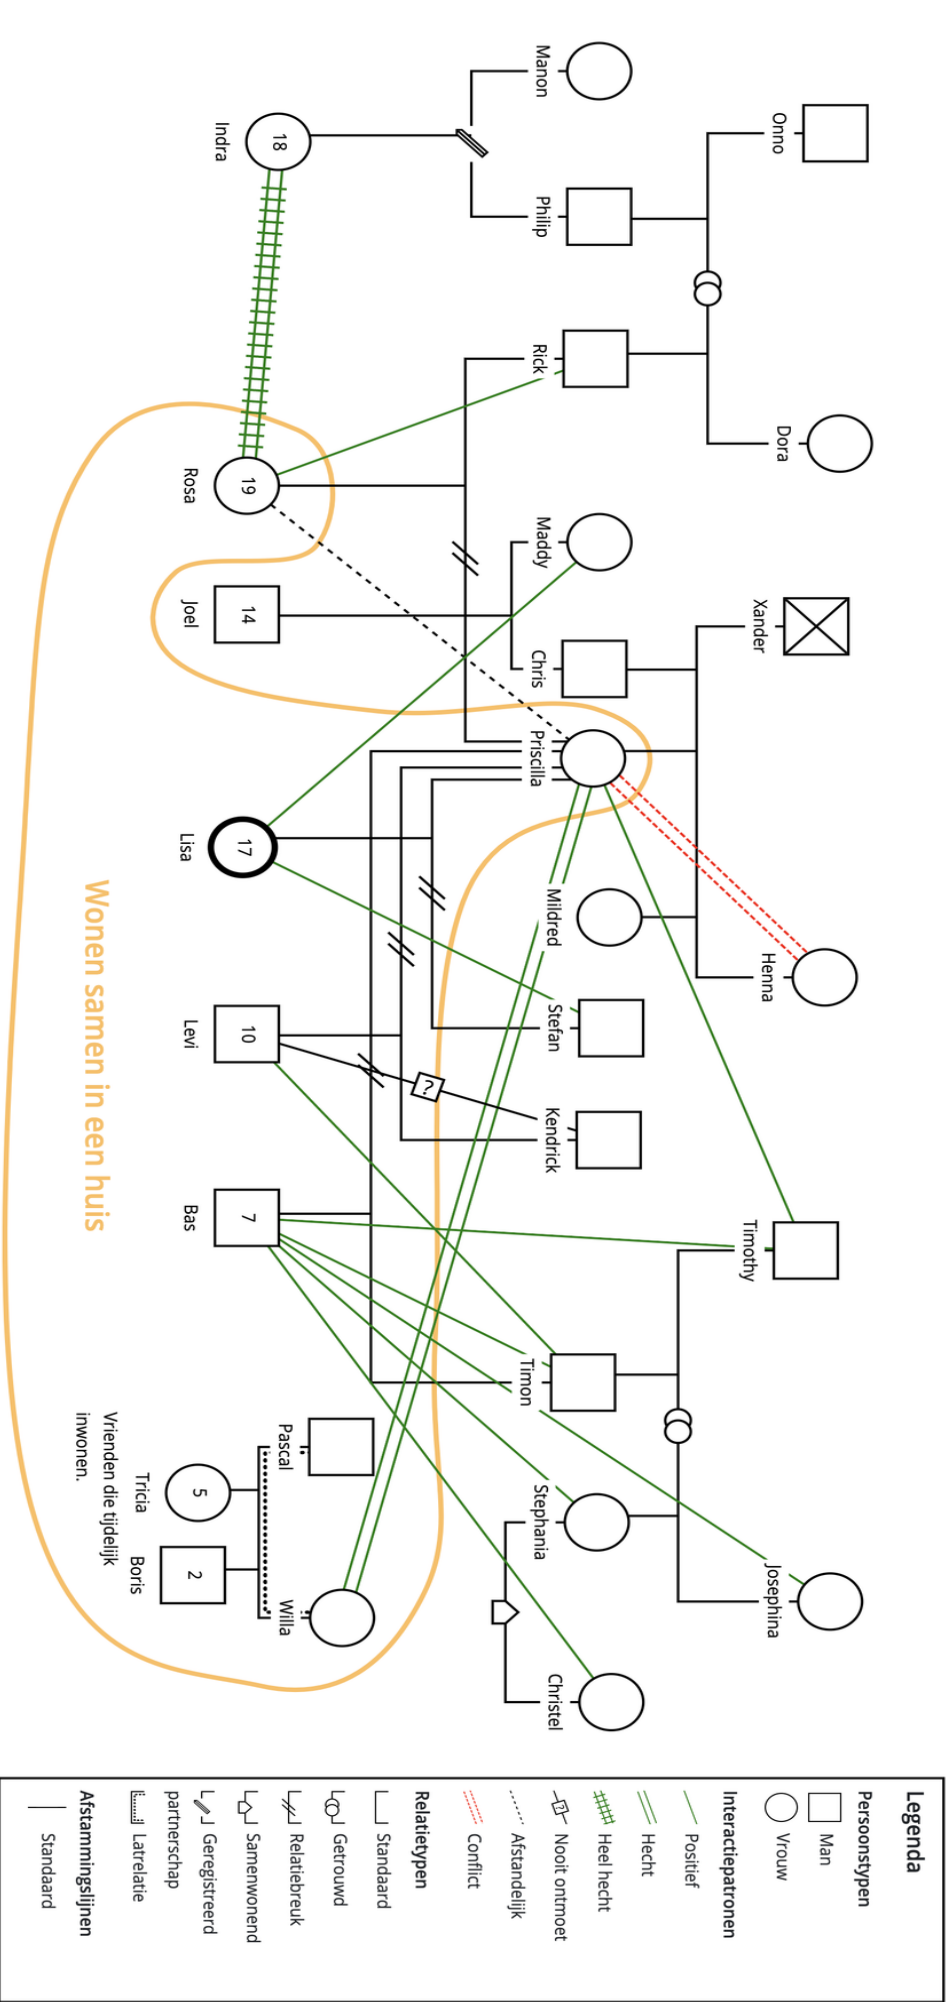 Onno
Dora
Xander
Henna
Timothy
Josephina
Manon
Philip
Rick
Maddy
Chris
Priscilla
Mildred
Stefan
Kendrick
?
Timon
Stephania
Christel
18
Indra
19
Rosa
14
Joel
17
Lisa
10
Levi
7
Bas
Pascal
Willa
5
Tricia
2
Boris
Vrienden die tijdelijk
inwonen.
Wonen samen in een huis
Legenda
Persoonstypen
Man
Vrouw
Interactiepatronen
Positief
Hecht
Heel hecht
? Nooit ontmoet
Afstandelijk
Conflict
Relatietypen
Standaard
Getrouwd
Relatiebreuk
Samenwonend
Geregistreerd
partnerschap
Latrelatie
Afstammingslijnen
Standaard